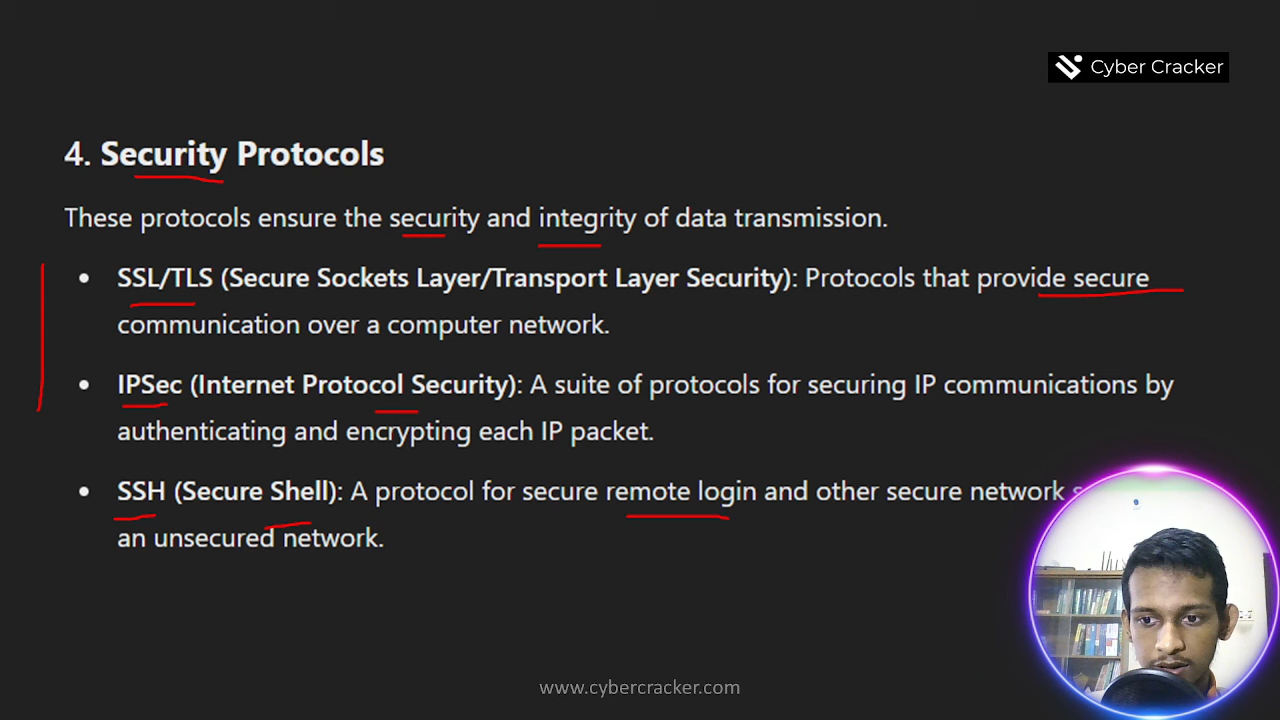 Cyber Cracker
4. Security Protocols
These protocols ensure the security and integrity of data transmission.
• SSL/TLS (Secure Sockets Layer/Transport Layer Security): Protocols that provide secure
communication over a computer network.
• IPSec (Internet Protocol Security): A suite of protocols for securing IP communications by
authenticating and encrypting each IP packet.
• SSH (Secure Shell): A protocol for secure remote login and other secure network
an unsecured network.
www.cybercracker.com